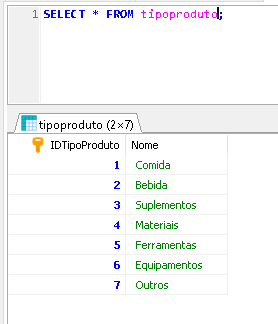 1 SELECT * FROM tipoproduto;
tipoproduto (2×7)
IDTipoProduto Nome
1 Comida
2 Bebida
3 Suplementos
4 Materiais
5 Ferramentas
6 Equipamentos
7 Outros